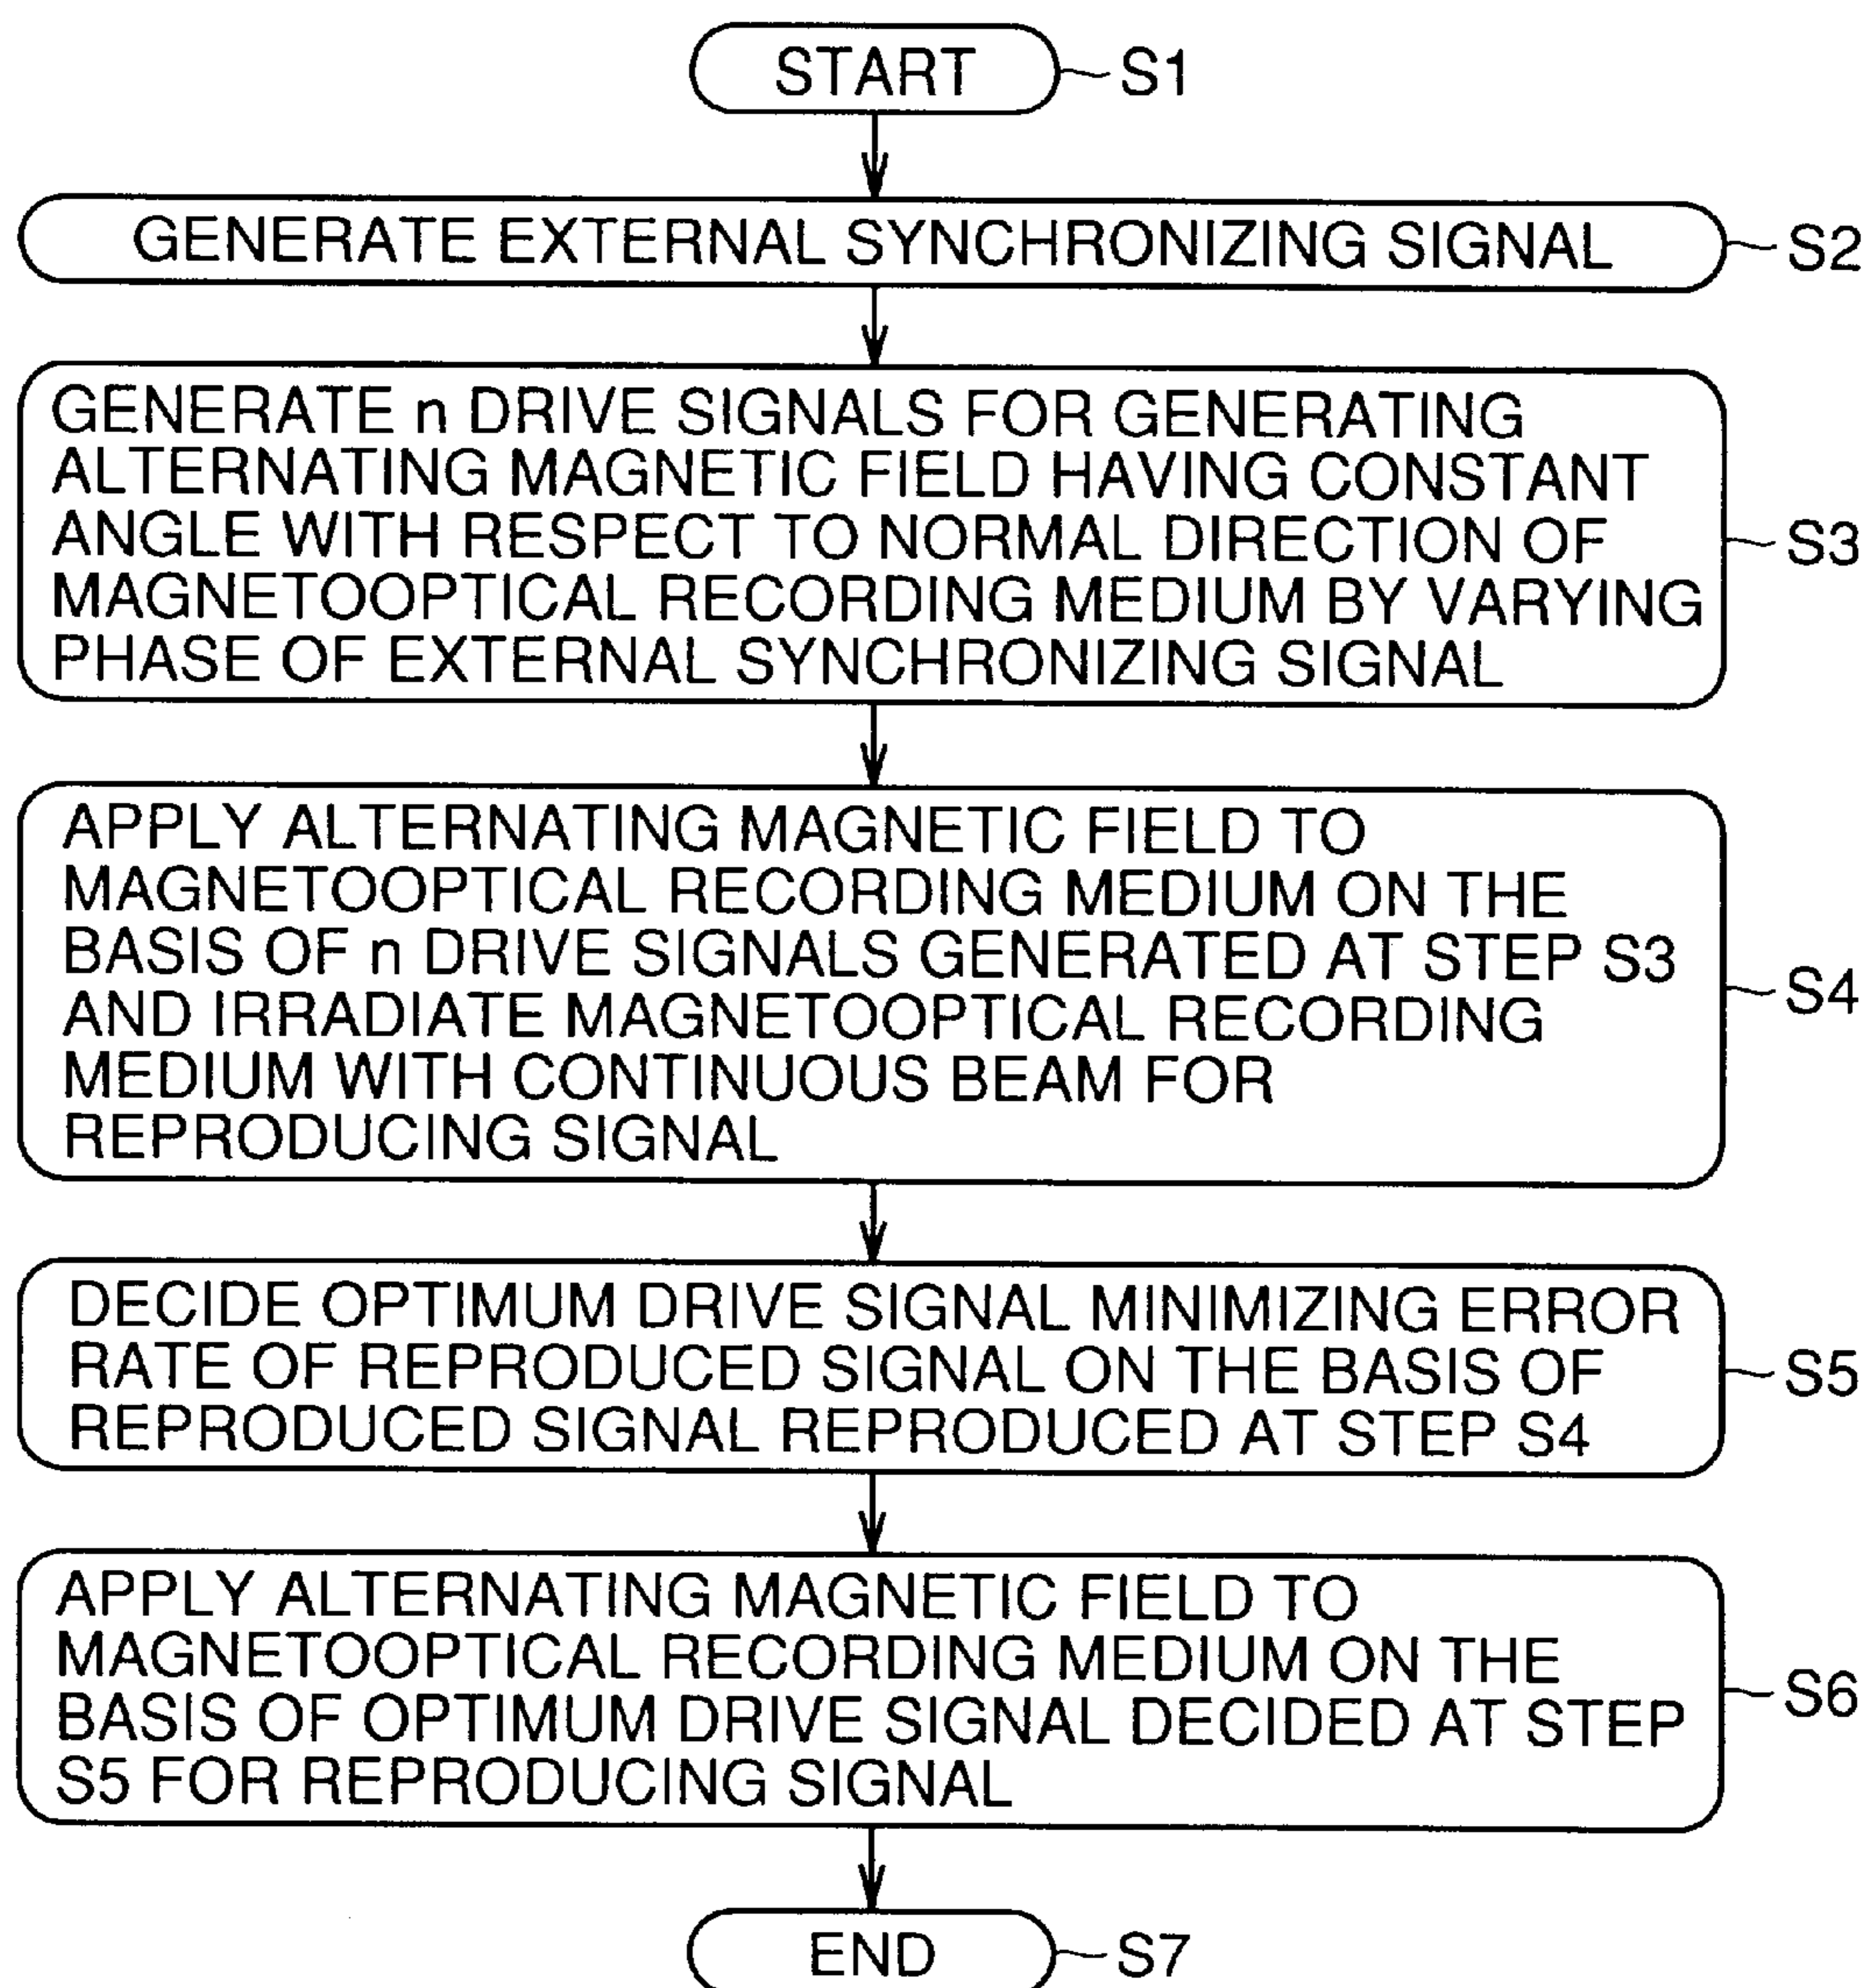 START
S1
GENERATE EXTERNAL SYNCHRONIZING SIGNAL
S2
GENERATE n DRIVE SIGNALS FOR GENERATING
ALTERNATING MAGNETIC FIELD HAVING CONSTANT
ANGLE WITH RESPECT TO NORMAL DIRECTION OF
MAGNETOOPTICAL RECORDING MEDIUM BY VARYING
PHASE OF EXTERNAL SYNCHRONIZING SIGNAL
S3
APPLY ALTERNATING MAGNETIC FIELD TO
MAGNETOOPTICAL RECORDING MEDIUM ON THE
BASIS OF n DRIVE SIGNALS GENERATED AT STEP S3
AND IRRADIATE MAGNETOOPTICAL RECORDING
MEDIUM WITH CONTINUOUS BEAM FOR
REPRODUCING SIGNAL
S4
DECIDE OPTIMUM DRIVE SIGNAL MINIMIZING ERROR
RATE OF REPRODUCED SIGNAL ON THE BASIS OF
REPRODUCED SIGNAL REPRODUCED AT STEP S4
S5
APPLY ALTERNATING MAGNETIC FIELD TO
MAGNETOOPTICAL RECORDING MEDIUM ON THE
BASIS OF OPTIMUM DRIVE SIGNAL DECIDED AT STEP
S5 FOR REPRODUCING SIGNAL
S6
END
S7